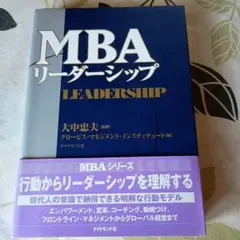 MBA
リーダーシップ
LEADERSHIP
大中忠夫
グロービス・マネジメント・インスティテュート
ダイヤモンド社
MBAシリーズ
行動からリーダーシップを理解する
現代人の常識で納得できる明解な行動モデル
エンパワーメント、変革、コーチング、動機づけ、
フロントライン・マネジメントからグローバル経営まで
ダイヤモンド社